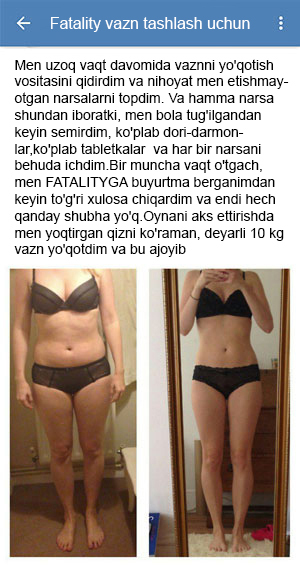 Fatality vazn tashlash uchun
Men uzoq vaqt davomida vaznni yo'qotish
vositasini qidirdim va nihoyat men etishmay-
otgan narsalarni topdim. Va hamma narsa
shundan iboratki, men bola tug'ilgandan
keyin semirdim, ko'plab dori-darmon-
lar,ko'plab tabletkalar va har bir narsani
behuda ichdim.Bir muncha vaqt o'tgach,
men FATALITYGA buyurtma berganimdan
keyin to'g'ri xulosa chiqardim va endi hech
qanday shubha yo'q.Oynani aks ettirishda
men yoqtirgan qizni ko'raman, deyarli 10 kg
vazn yo'qotdim va bu ajoyib